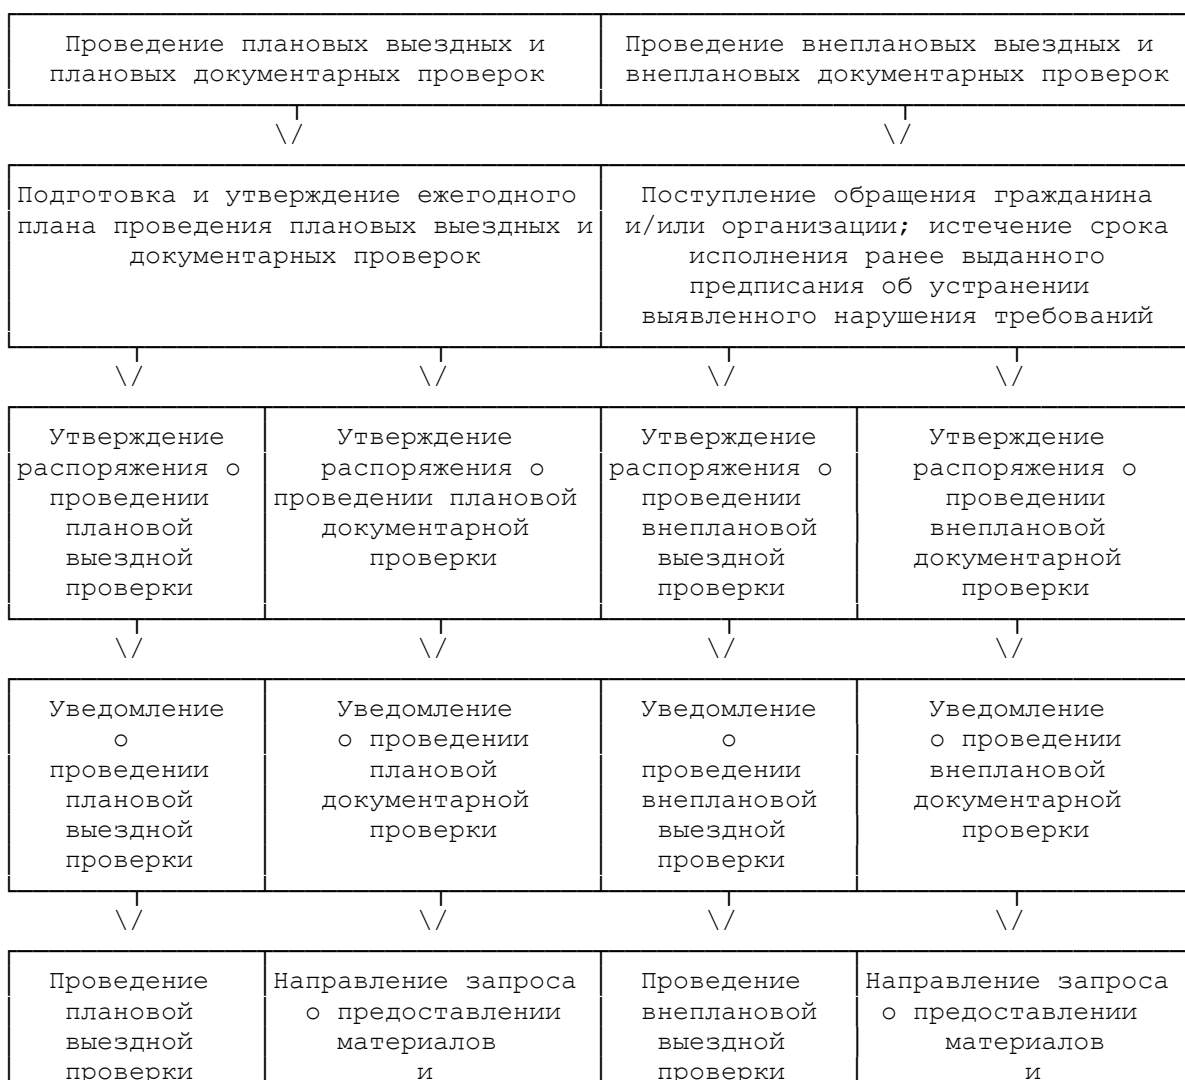 Проведение плановых выездных и
плановых документарных проверок
Проведение внеплановых выездных и
внеплановых документарных проверок
\/
\/
Подготовка и утверждение ежегодного
плана проведения плановых выездных и
документарных проверок
Поступление обращения гражданина
и/или организации; истечение срока
исполнения ранее выданного
предписания об устранении
выявленного нарушения требований
\/
\/
\/
\/
Утверждение
распоряжения о
проведении
плановой
выездной
проверки
Утверждение
распоряжения о
проведении плановой
документарной
проверки
Утверждение
распоряжения о
проведении
внеплановой
выездной
проверки
Утверждение
распоряжения о
проведении
внеплановой
документарной
проверки
\/
\/
\/
\/
Уведомление
о
проведении
плановой
выездной
проверки
Уведомление
о проведении
плановой
документарной
проверки
Уведомление
о
проведении
внеплановой
выездной
проверки
Уведомление
о проведении
внеплановой
документарной
проверки
\/
\/
\/
\/
Проведение
плановой
выездной
проверки
Направление запроса
о предоставлении
материалов
и
Проведение
внеплановой
выездной
проверки
Направление запроса
о предоставлении
материалов
и